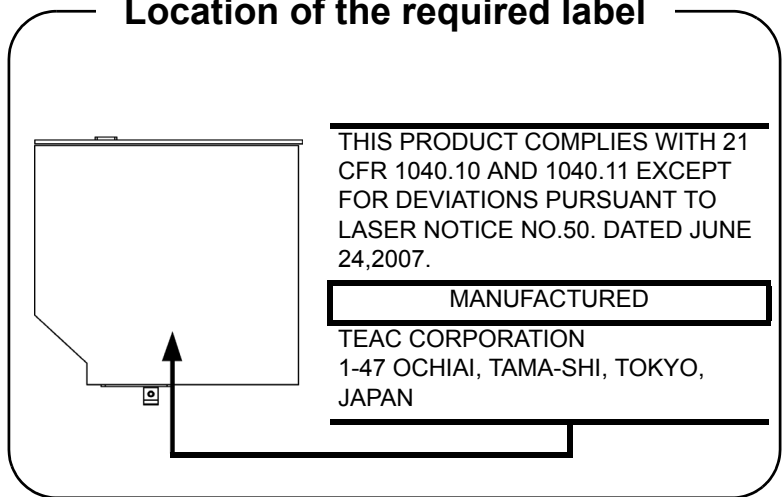 Location of the required label
THIS PRODUCT COMPLIES WITH 21
CFR 1040.10 AND 1040.11 EXCEPT
FOR DEVIATIONS PURSUANT TO
LASER NOTICE NO.50. DATED JUNE
24,2007.
MANUFACTURED
TEAC CORPORATION
1-47 OCHIAI, TAMA-SHI, TOKYO,
JAPAN